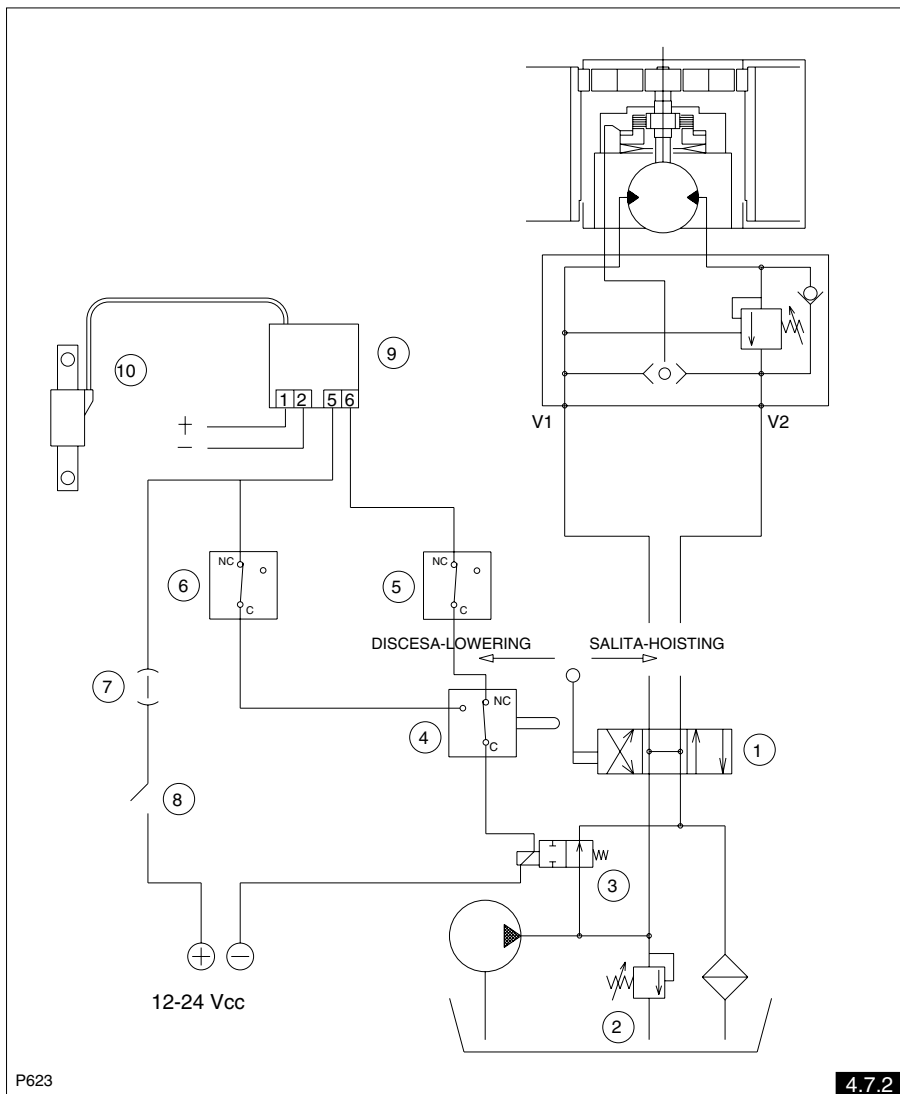 10
9
1 2 5 6
+
−
V1 V2
NC
C
6
NC
C
5
DISCESA-LOWERING SALITA-HOISTING
7
NC
C
4
1
8
3
+ −
12-24 Vcc
2
P623 4.7.2